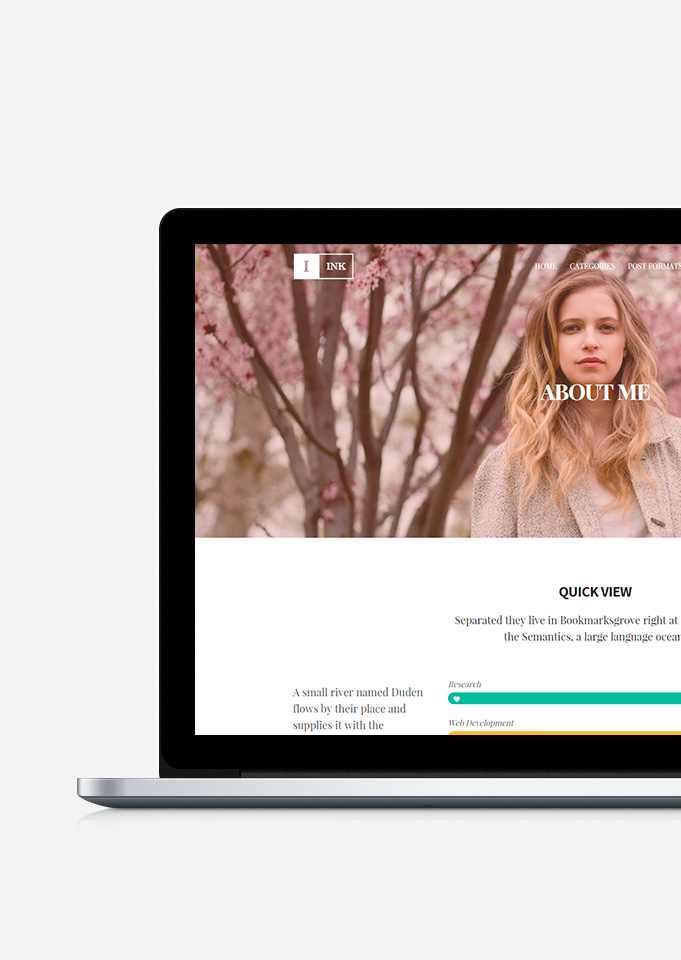 I INK
HOME CATEGORIES POST FORMATS
ABOUT ME
QUICK VIEW
Separated they live in Bookmarksgrove right at
the Semantics, a large language ocean
Research
A small river named Duden
flows by their place and
supplies it with the
Web Development